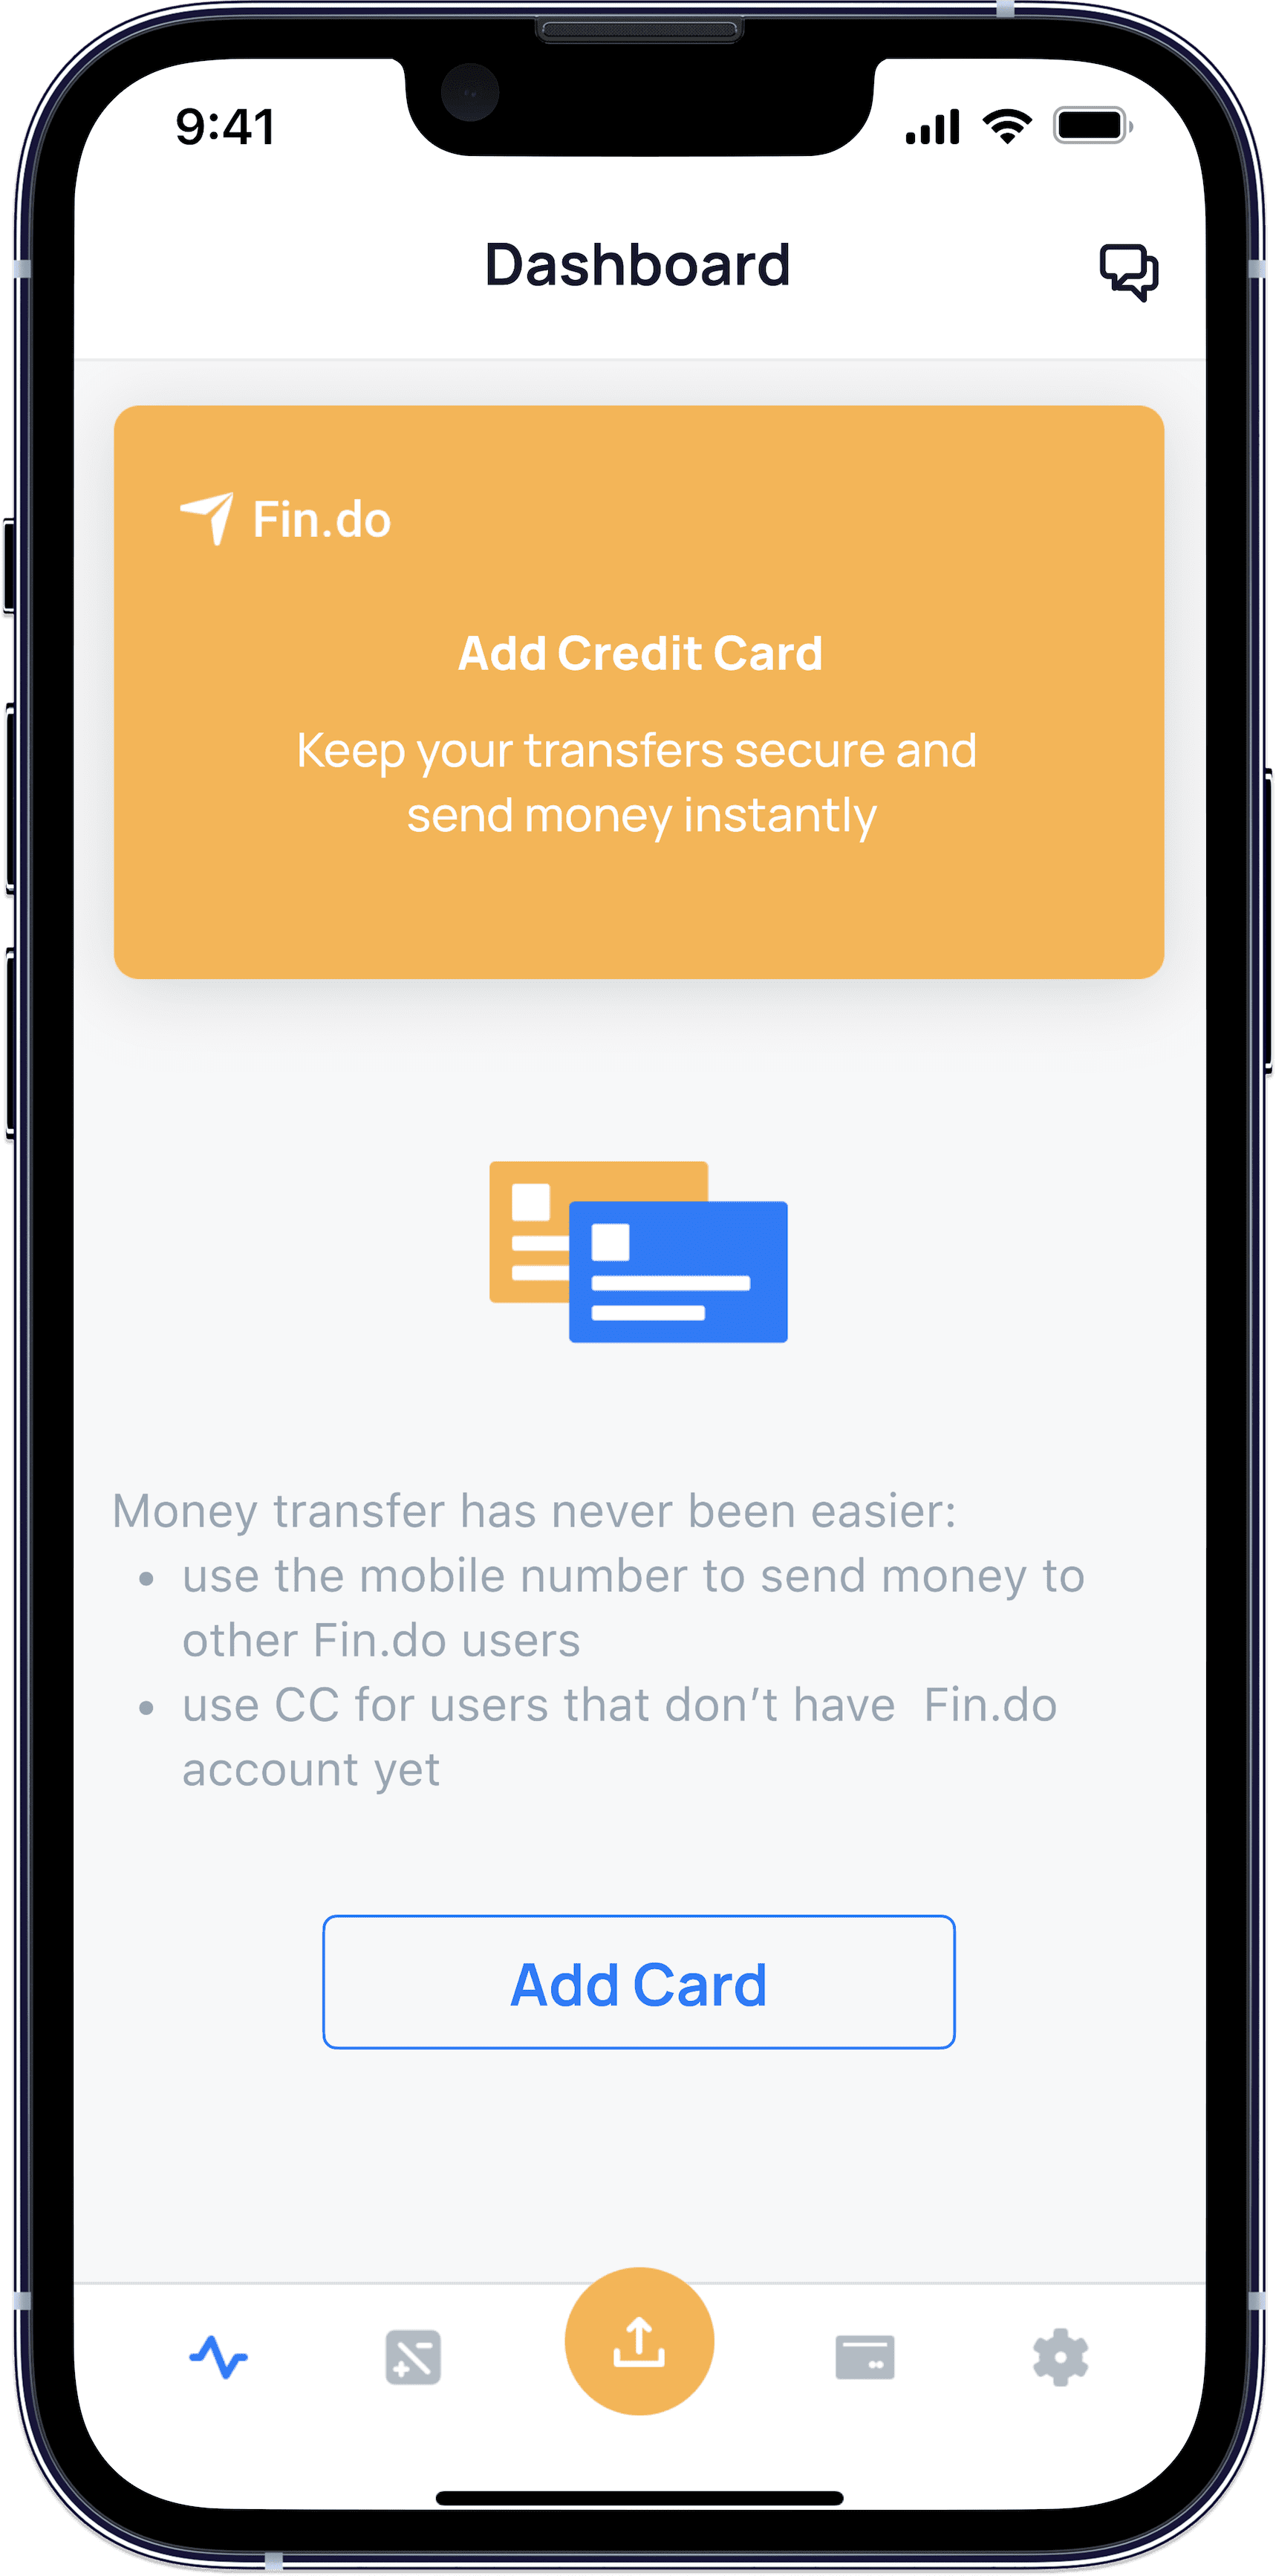 9:41
Dashboard
Fin.do
Add Credit Card
Keep your transfers secure and
send money instantly
Money transfer has never been easier:
• use the mobile number to send money to
other Fin.do users
• use CC for users that don’t have  Fin.do
account yet
Add Card